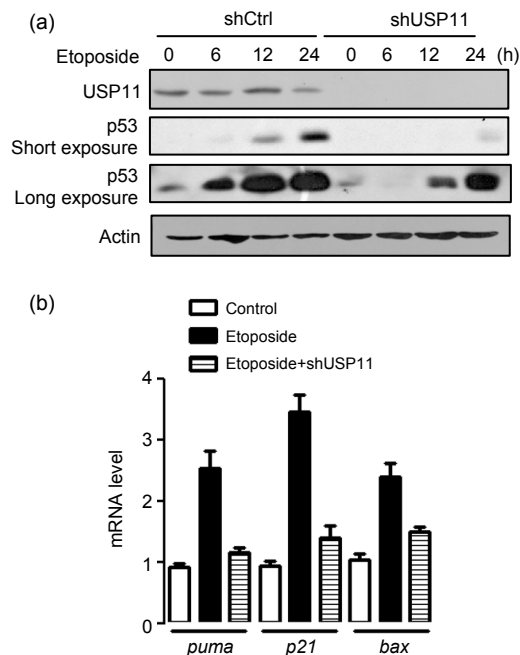 (a)
shCtrl shUSP11
Etoposide 0 6 12 24 0 6 12 24 (h)
USP11
p53
Short exposure
p53
Long exposure
Actin
(b)
Control
Etoposide
Etoposide+shUSP11
4
3
2
1
0
mRNA level
puma p21 bax